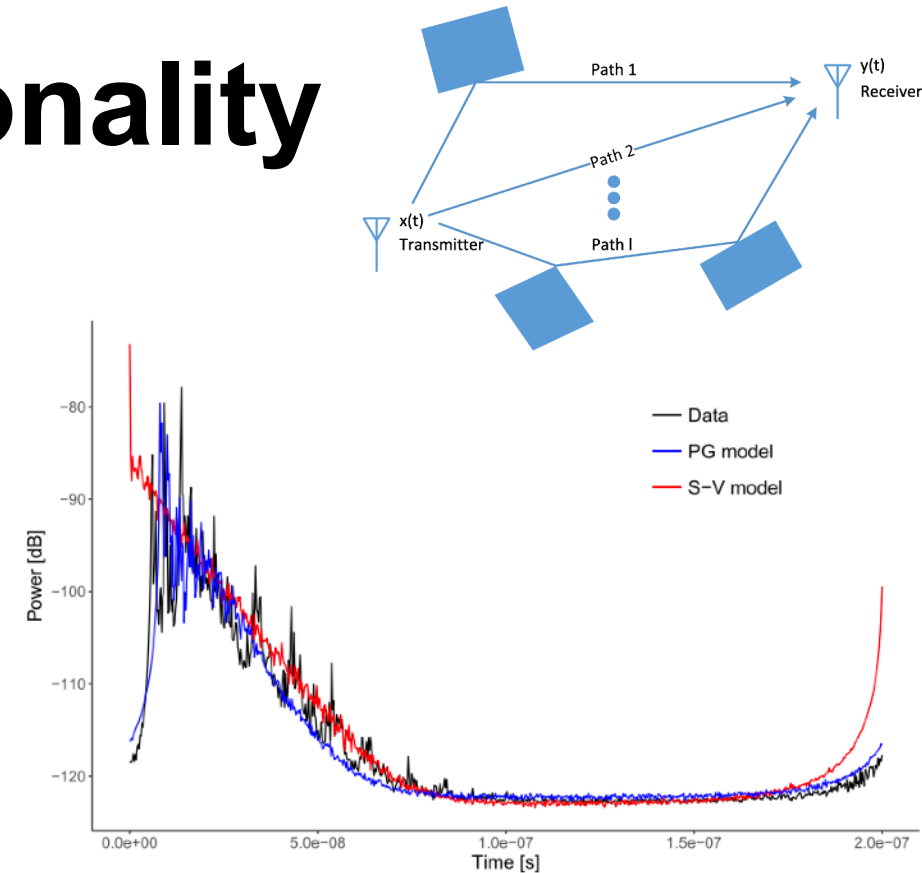 onality
Path 1
y(t)
Receiver
Path 2
x(t)
Transmitter
Path l
Data
PG model
S−V model
Power [dB]
−80
−90
−100
−110
−120
0.0e+00
5.0e−08
1.0e−07
1.5e−07
2.0e−07
Time [s]